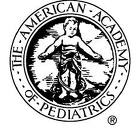 • THE • AMERICAN • ACADEMY •
OF • PEDIATRICS
®